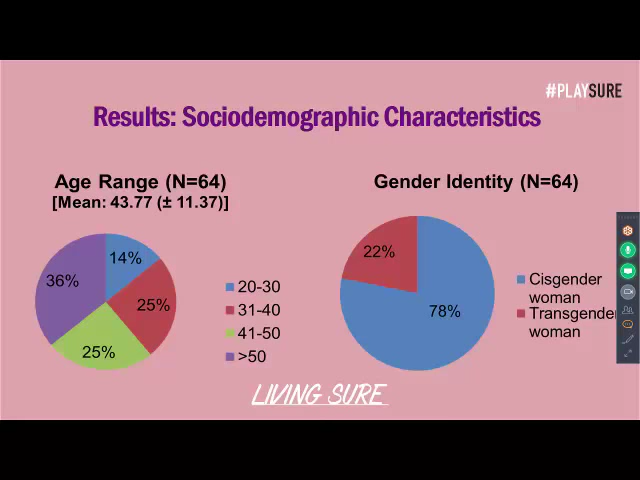 #PLAYSURE
Results: Sociodemographic Characteristics
Age Range (N=64)
[Mean: 43.77 (± 11.37)]
14%
25%
25%
36%
20-30
31-40
41-50
>50
Gender Identity (N=64)
22%
78%
Cisgender
woman
Transgende
woman
LIVING SURE